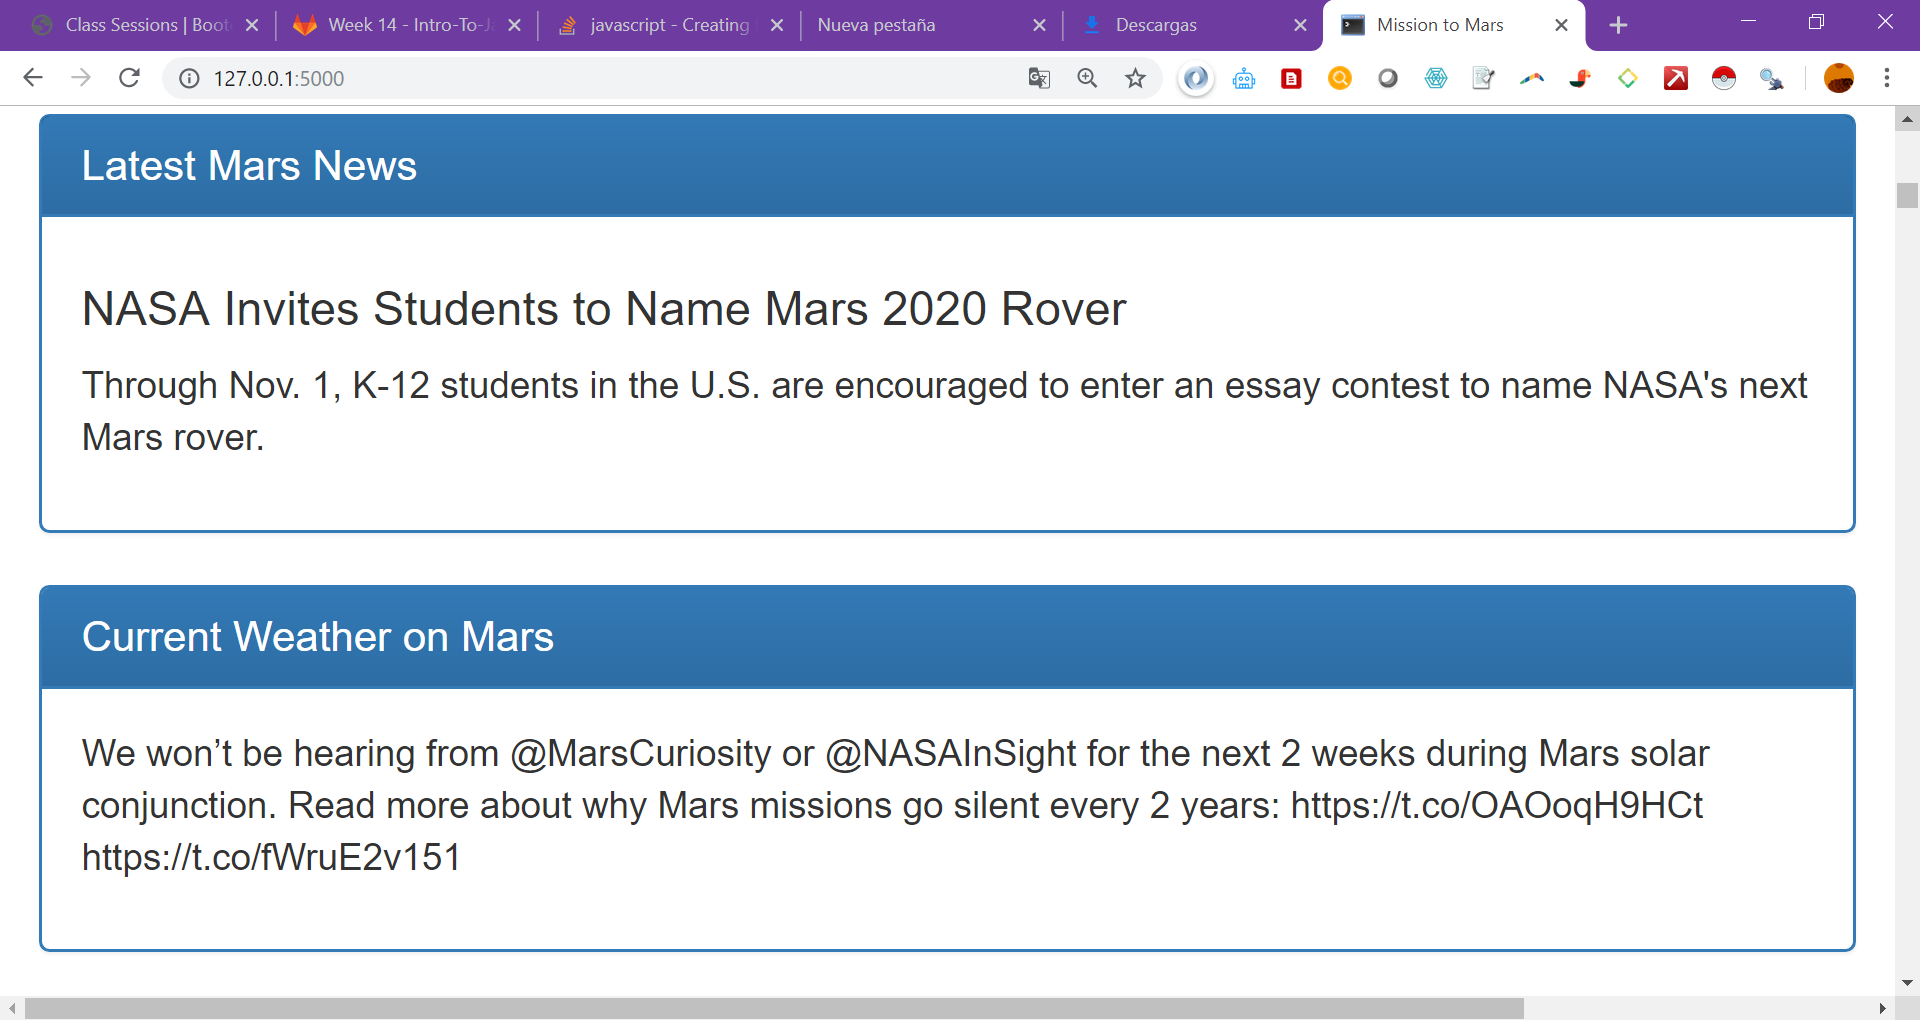 Class Sessions | Boot
Week 14 - Intro-To-Ja
javascript - Creating
Nueva pestaña
Descargas
Mission to Mars
127.0.0.1:5000
Latest Mars News
NASA Invites Students to Name Mars 2020 Rover
Through Nov. 1, K-12 students in the U.S. are encouraged to enter an essay contest to name NASA's next
Mars rover.
Current Weather on Mars
We won’t be hearing from @MarsCuriosity or @NASAInSight for the next 2 weeks during Mars solar
conjunction. Read more about why Mars missions go silent every 2 years: https://t.co/OAOoqH9HCt
https://t.co/fWruE2v151